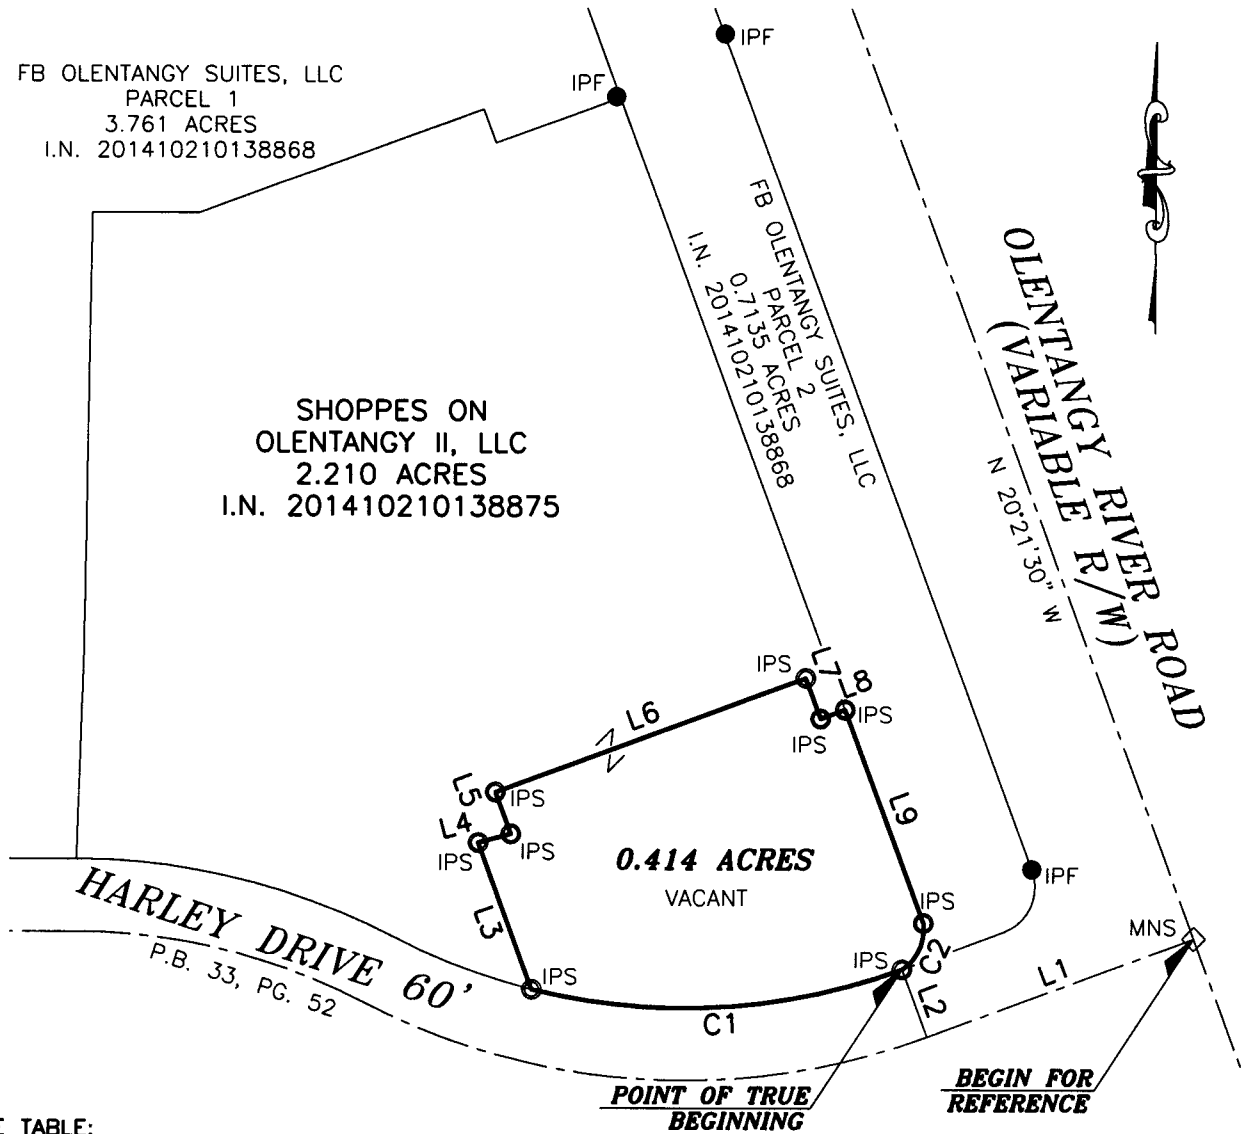 IPF
FB OLENTANGY SUITES, LLC
PARCEL 1
3.761 ACRES
I.N. 201410210138868
IPF
FB OLENTANGY SUITES, LLC
PARCEL 2
0.7135 ACRES
I.N. 201410210138868
OLENTANGY RIVER ROAD
(VARIABLE R/W)
N 20°21'30" W
SHOPPES ON
OLENTANGY II, LLC
2.210 ACRES
I.N. 201410210138875
IPS
L7
L8
IPS
IPS
L6
L5
IPS
L4
IPS
IPS
L9
0.414 ACRES
VACANT
IPF
HARLEY DRIVE 60'
P.B. 33, PG. 52
L3
IPS
IPS
IPS
C2
MNS
L1
L2
C1
POINT OF TRUE
BEGINNING
BEGIN FOR
REFERENCE
TABLE: